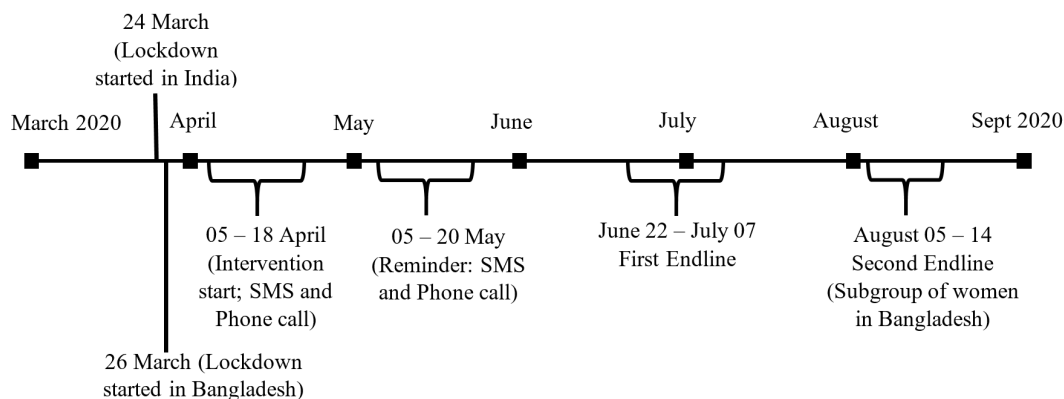 24 March
(Lockdown
started in India)
March 2020
April
May
June
July
August
Sept 2020
05 – 18 April
(Intervention
start; SMS and
Phone call)
05 – 20 May
(Reminder: SMS
and Phone call)
June 22 – July 07
First Endline
August 05 – 14
Second Endline
(Subgroup of women
in Bangladesh)
26 March (Lockdown
started in Bangladesh)